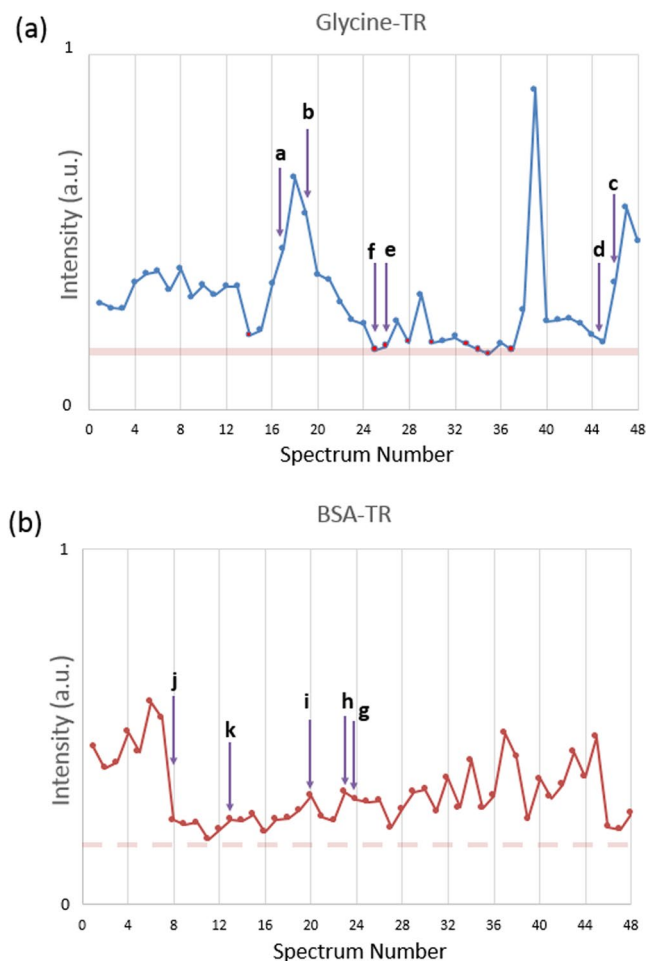 (a)
Glycine-TR
1
b
a
c
f e
d
Intensity (a.u.)
0
0 4 8 12 16 20 24 28 32 36 40 44 48
Spectrum Number
(b)
BSA-TR
1
j
i h
g
k
Intensity (a.u.)
0
0 4 8 12 16 20 24 28 32 36 40 44 48
Spectrum Number